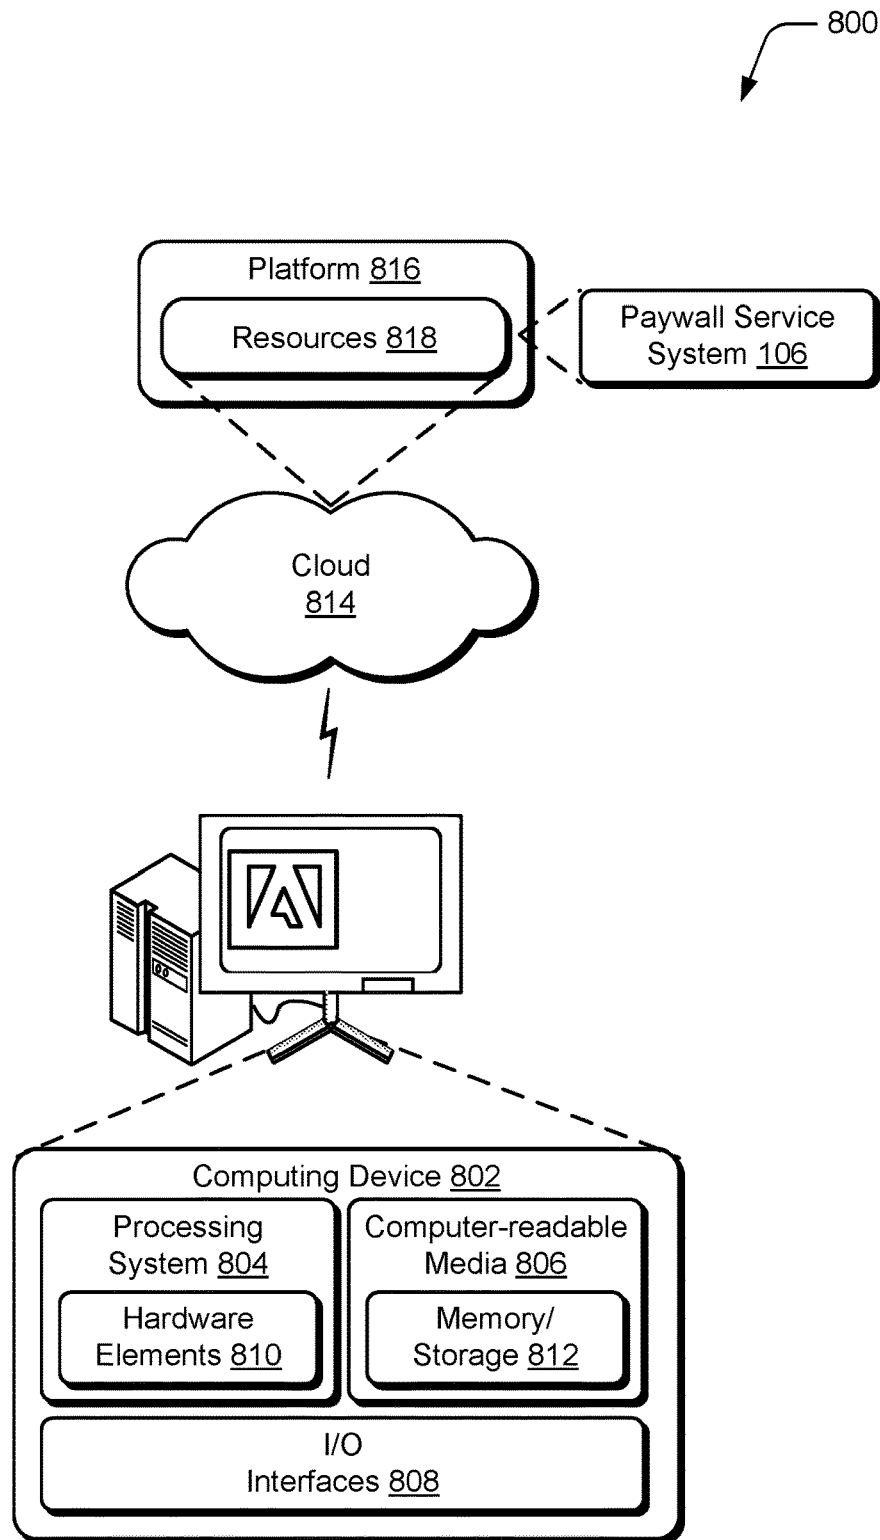 800
Platform 816
Resources 818
Paywall Service
System 106
Cloud
814
Computing Device 802
Processing
System 804
Hardware
Elements 810
Computer-readable
Media 806
Memory/
Storage 812
I/O
Interfaces 808